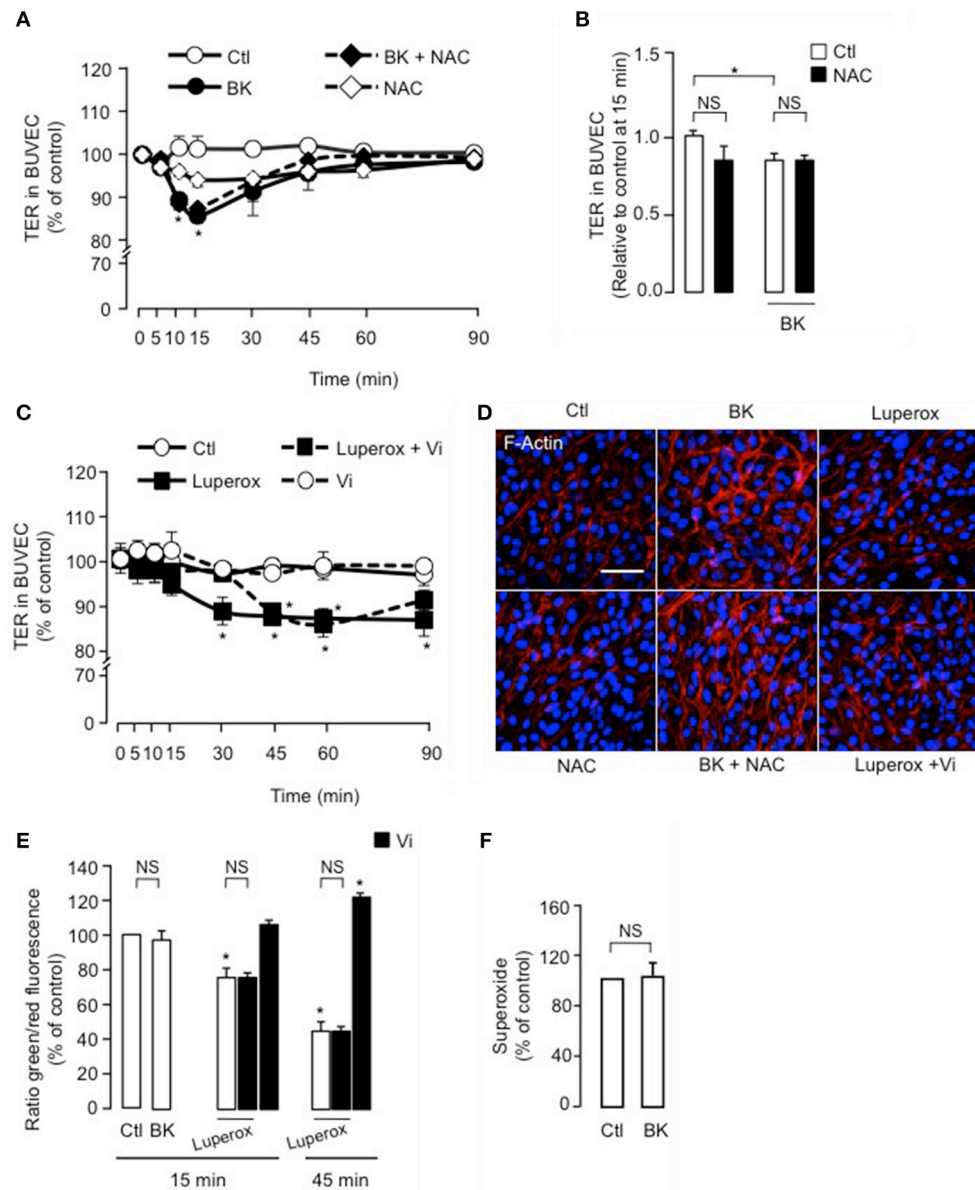 A
Ctl
BK + NAC
BK
NAC
120
110
100
90
80
70
0
TER in BUVEC
(% of control)
*
*
0 5 10 15 30 45 60 90
Time (min)
B
Ctl
NAC
1.5
1.0
0.5
0.0
TER in BUVEC
(Relative to control at 15 min)
*
NS
NS
BK
C
Ctl
Luperox + Vi
Luperox
Vi
120
110
100
90
80
70
0
TER in BUVEC
(% of control)
*
*
*
*
*
*
0 5 10 15 30 45 60 90
Time (min)
D
Ctl BK Luperox
F-Actin
NAC BK + NAC Luperox +Vi
E
Vi
140
120
100
80
60
40
20
0
Ratio green/red fluorescence
(% of control)
NS
NS
NS
*
*
*
Ctl BK Luperox Luperox
15 min 45 min
F
160
120
80
40
0
Superoxide
(% of control)
NS
Ctl BK